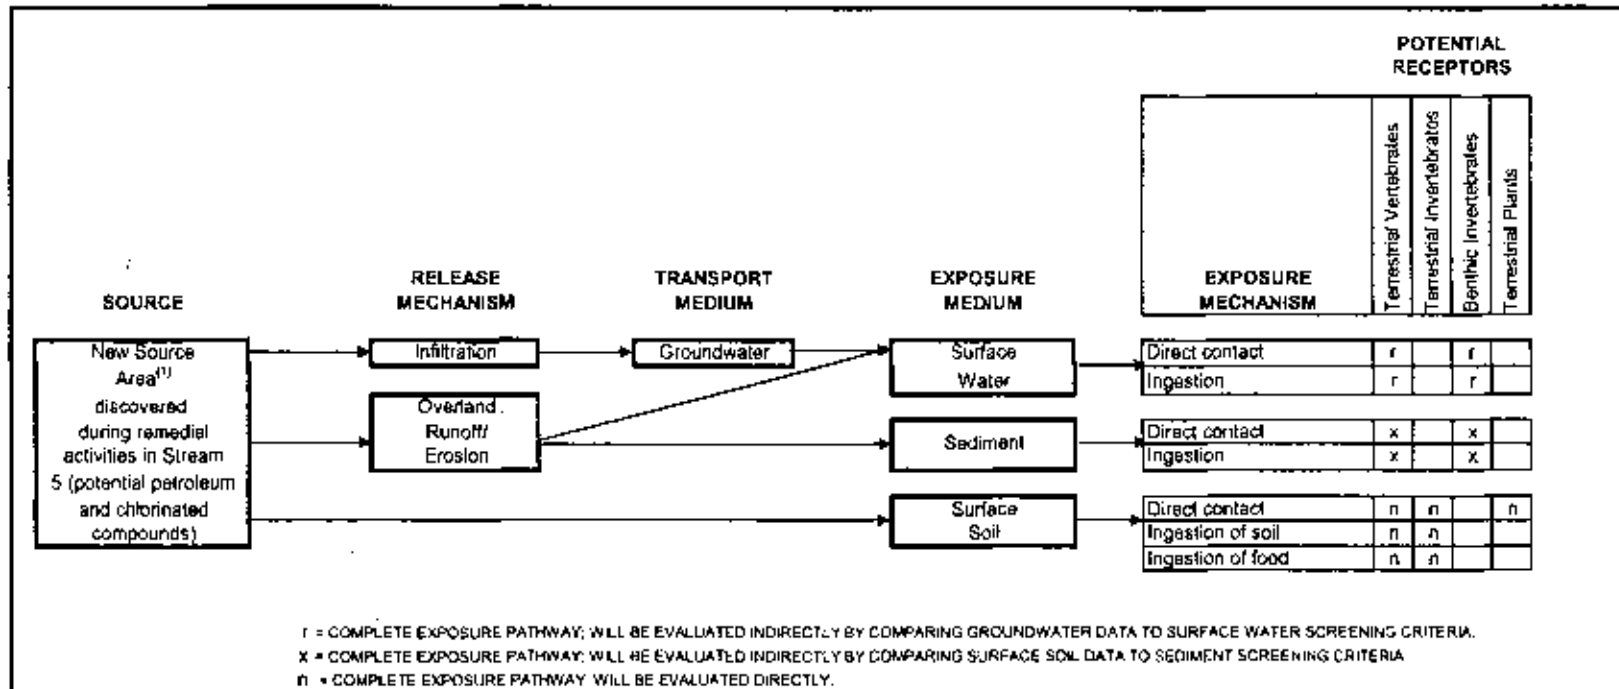 POTENTIAL
RECEPTORS
Terrestrial Vertebrates
Terrestrial Invertebrates
Benthic Invertebrates
Terrestrial Plants
SOURCE
RELEASE
MECHANISM
TRANSPORT
MEDIUM
EXPOSURE
MEDIUM
EXPOSURE
MECHANISM
New Source
Area(1)
discovered
during remedial
activities in Stream
5 (potential petroleum
and chlorinated
compounds)
Infiltration
Groundwater
Overland
Runoff/
Erosion
Surface
Water
Direct contact r r
Ingestion r r
Sediment
Direct contact x x
Ingestion x x
Surface
Soil
Direct contact n n n
Ingestion of soil n n
Ingestion of food n n
r = COMPLETE EXPOSURE PATHWAY; WILL BE EVALUATED INDIRECTLY BY COMPARING GROUNDWATER DATA TO SURFACE WATER SCREENING CRITERIA.
x = COMPLETE EXPOSURE PATHWAY; WILL BE EVALUATED INDIRECTLY BY COMPARING SURFACE SOIL DATA TO SEDIMENT SCREENING CRITERIA
n = COMPLETE EXPOSURE PATHWAY WILL BE EVALUATED DIRECTLY.